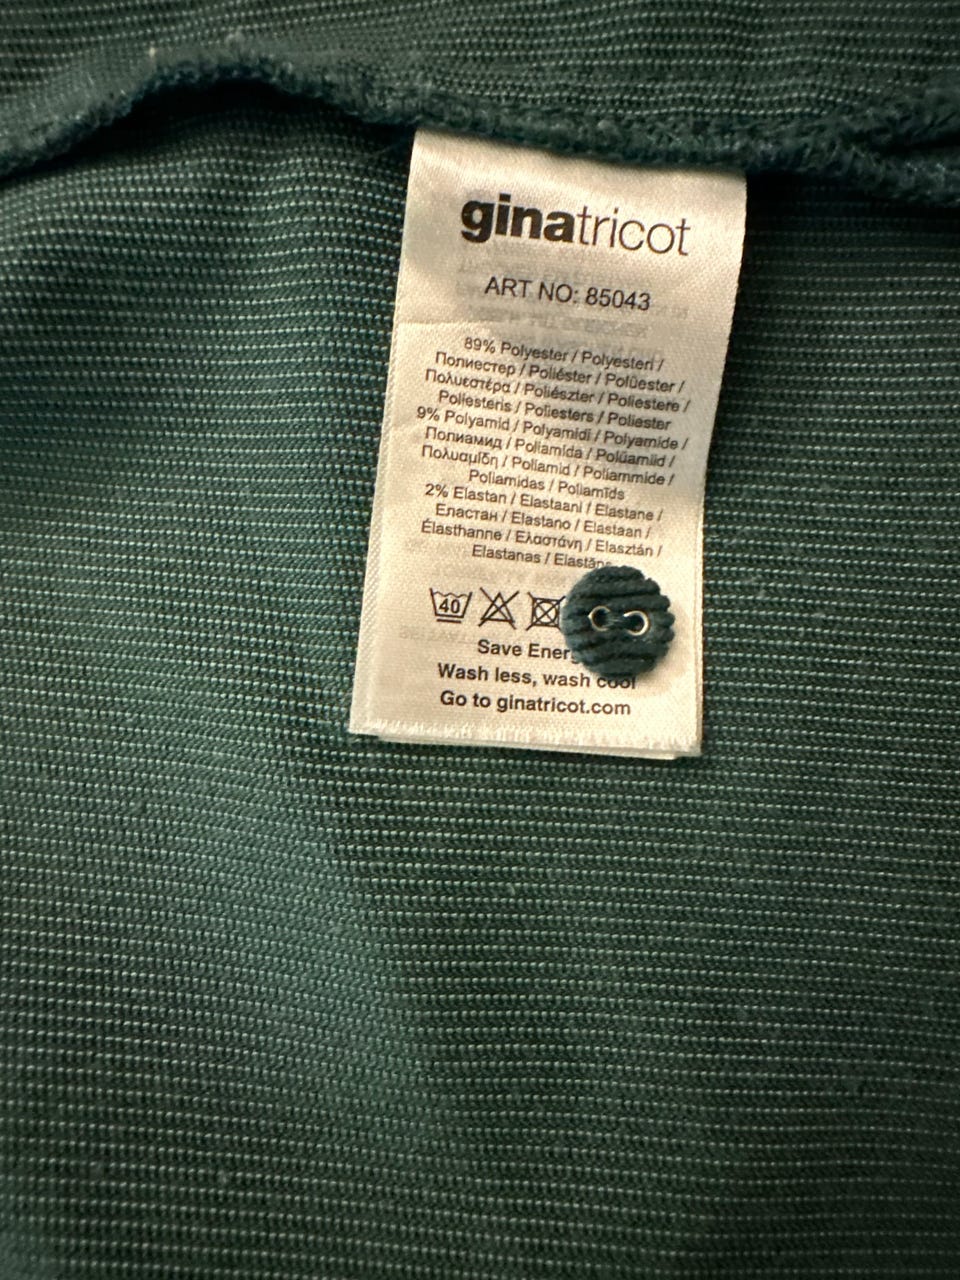 ginatricot
ART NO: 85043
89% Polyester / Polyesteri /
Полиестер / Poliéster / Polüester /
Πολυεστέρα / Poliészter / Poliestere /
Poliesteris / Poliesters / Poliester
9% Polyamid / Polyamidi / Polyamide /
Полиамид / Poliamida / Polüamiid /
Πολυαμίδη / Poliamid / Poliammide /
Poliamidas / Poliamīds
2% Elastan / Elastaani / Elastane /
Еластан / Elastano / Elastaan /
Élasthanne / Ελαστάνη / Elasztán /
Elastanas / Elastāns
40
Save
Wash less, wash cool
Go to ginatricot.com